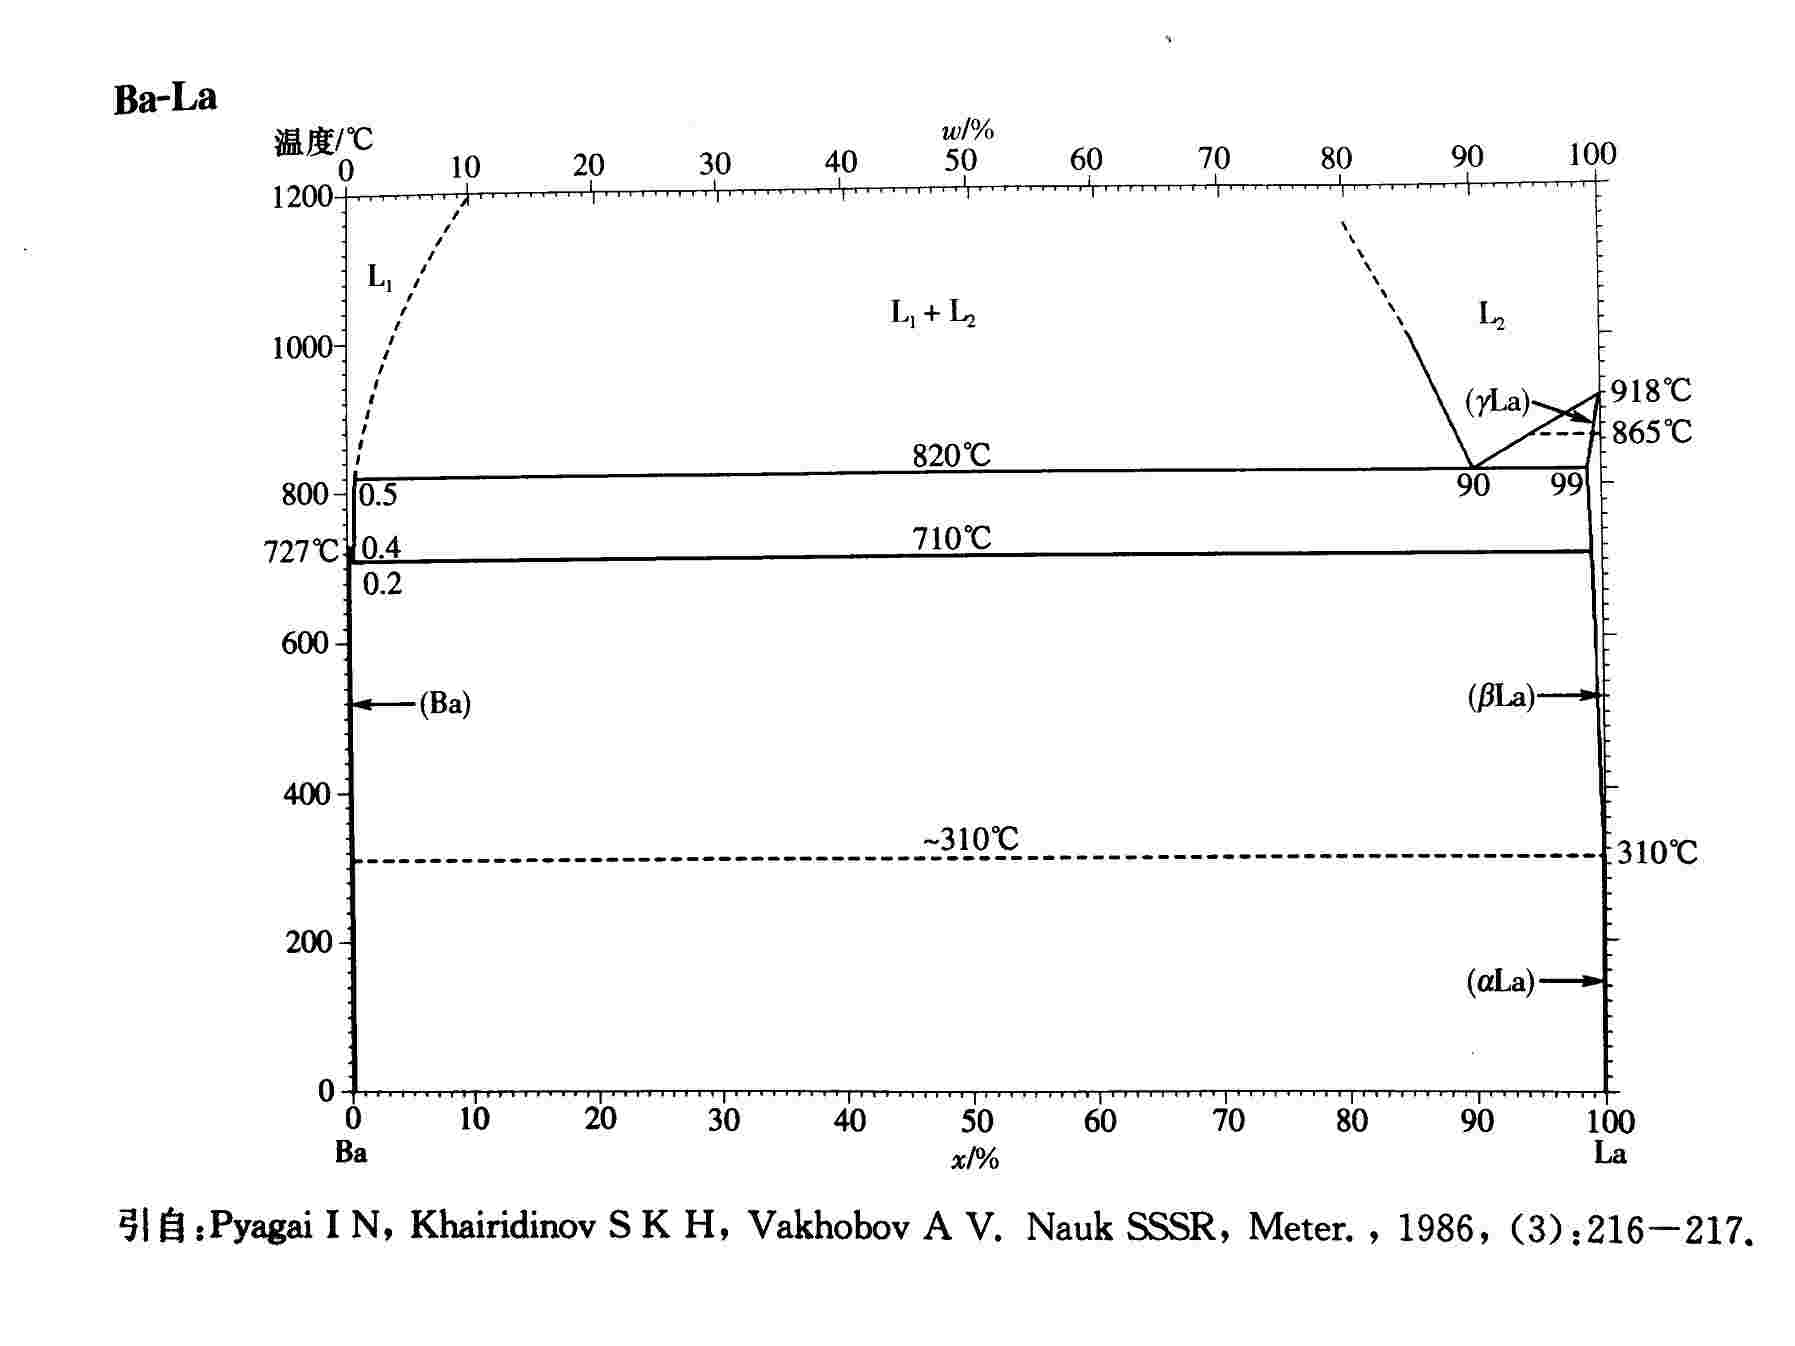 Ba-La
温度/℃
w/%
0 10 20 30 40 50 60 70 80 90 100
1200
L₁
L₁ + L₂
L₂
1000
(γLa)
918℃
865℃
820℃
800
0.5
90
99
727℃
0.4
710℃
0.2
600
(Ba)
(βLa)
400
~310℃
310℃
200
(αLa)
0
0 10 20 30 40 50 60 70 80 90 100
Ba
x/%
La
引自:Pyagai I N, Khairidinov S K H, Vakhobov A V. Nauk SSSR, Meter. , 1986, (3):216—217.